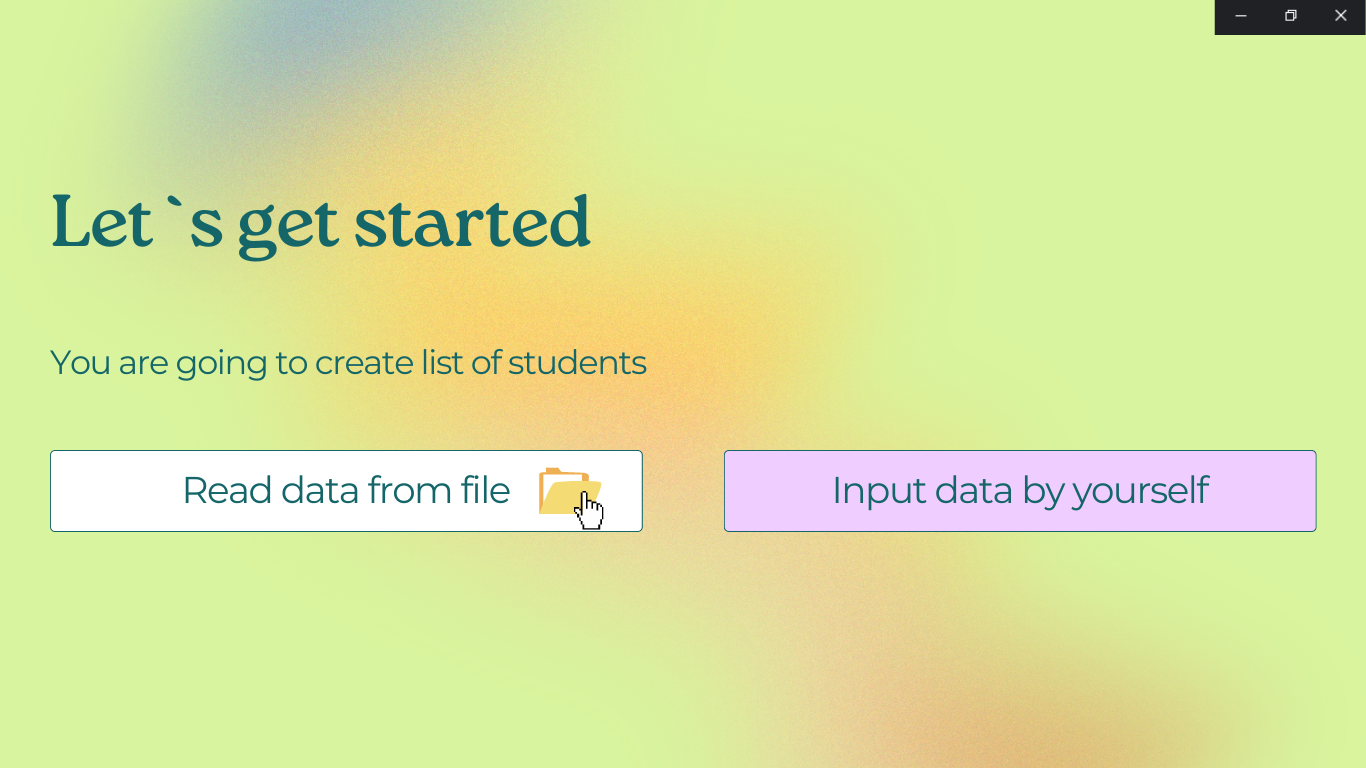 Let`s get started
You are going to create list of students
Read data from file
Input data by yourself